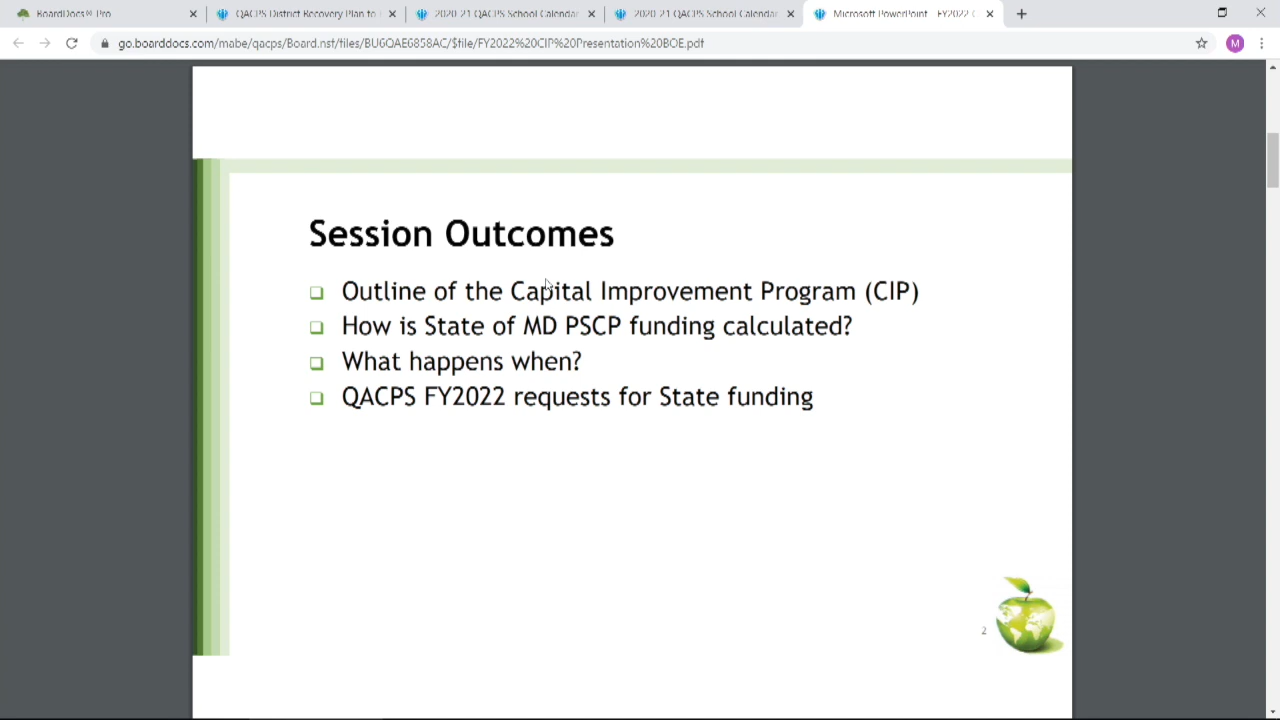 BoardDocs® Pro
QACPS District Recovery Plan to
2020-21 QACPS School Calendar
2020-21 QACPS School Calendar
Microsoft PowerPoint - FY2022 C
go.boarddocs.com/mabe/qacps/Board.nsf/files/BU6QAE6858AC/$file/FY2022%20CIP%20Presentation%20BOE.pdf
M
Session Outcomes
Outline of the Capital Improvement Program (CIP)
How is State of MD PSCP funding calculated?
What happens when?
QACPS FY2022 requests for State funding
2